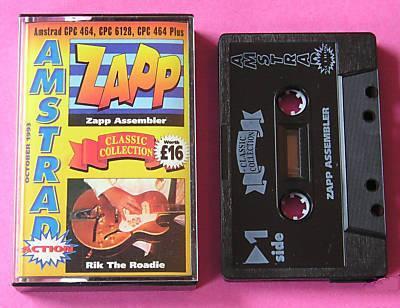 Amstrad CPC 464, CPC 6128, CPC 464 Plus
AMSTRAD
ACTION
OCTOBER 1993
ZAPP
Zapp Assembler
CLASSIC
COLLECTION
Worth
£16
Rik The Roadie
AMSTRAD
CLASSIC
COLLECTION
ZAPP ASSEMBLER
1
side